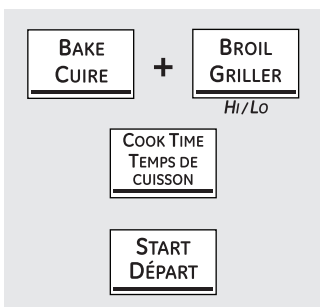 BAKE
CUIRE
+
BROIL
GRILLER
HI/LO
COOK TIME
TEMPS DE
CUISSON
START
DÉPART